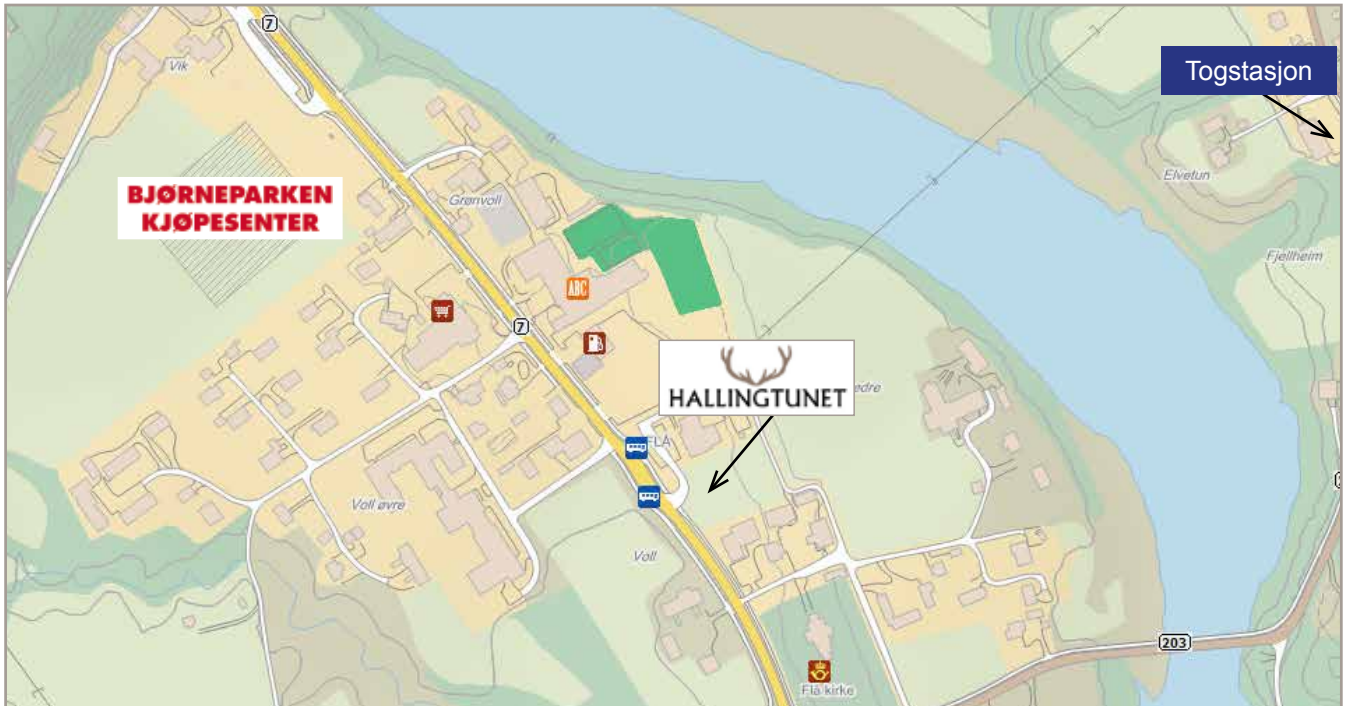 7
Vik
Togstasjon
Elvetun
BJØRNEPARKEN
KJØPESENTER
Grønvoll
Fjellheim
ABC
7
HALLINGTUNET
FLÅ
Voll øvre
Voll
203
Flå kirke